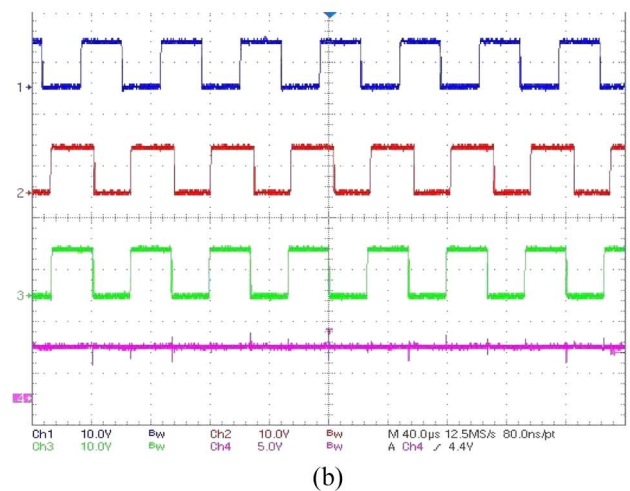 1
2
3
Ch1 10.0V Bw Ch2 10.0V Bw M 40.0µs 12.5MS/s 80.0ns/pt
Ch3 10.0V Bw Ch4 5.0V Bw A Ch4 ⁄ 4.4V
(b)